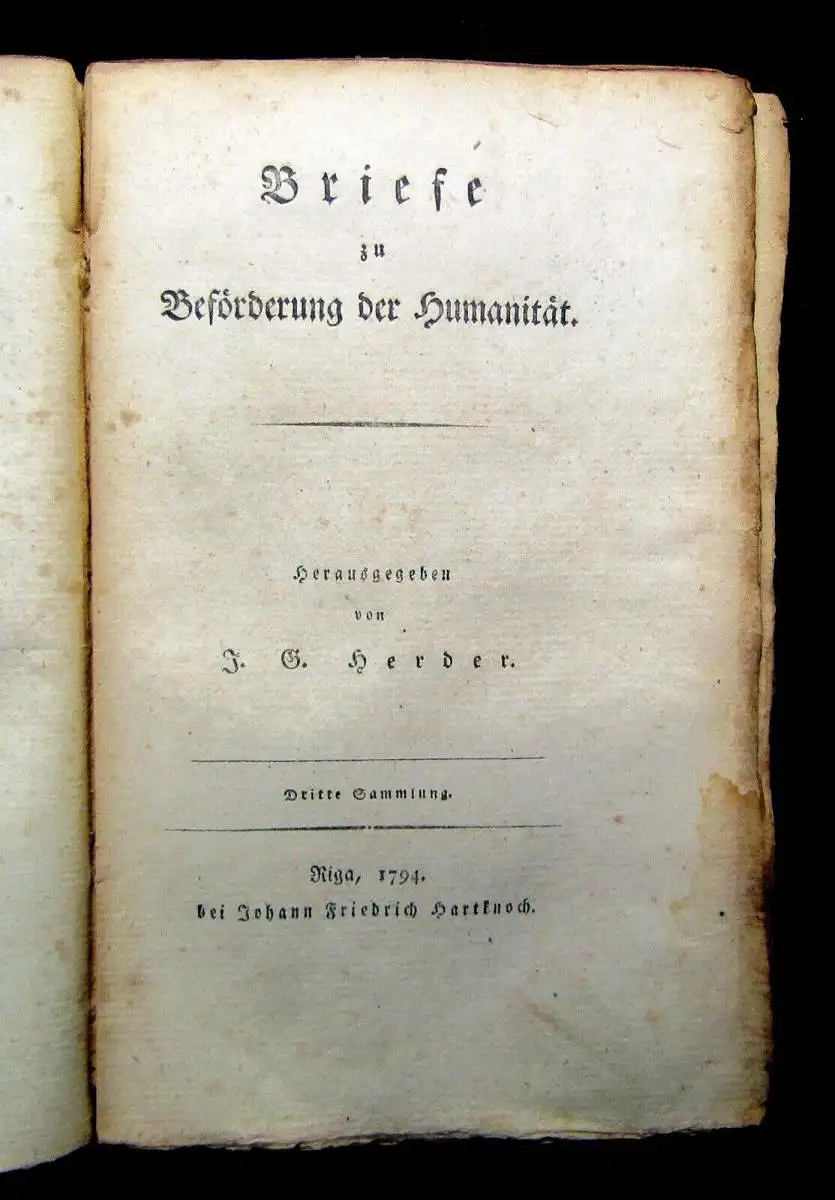 Briefe
zu
Beförderung der Humanität.
Herausgegeben
von
J. G. Herder.
Dritte Sammlung.
Riga, 1794.
bei Johann Friedrich Hartknoch.